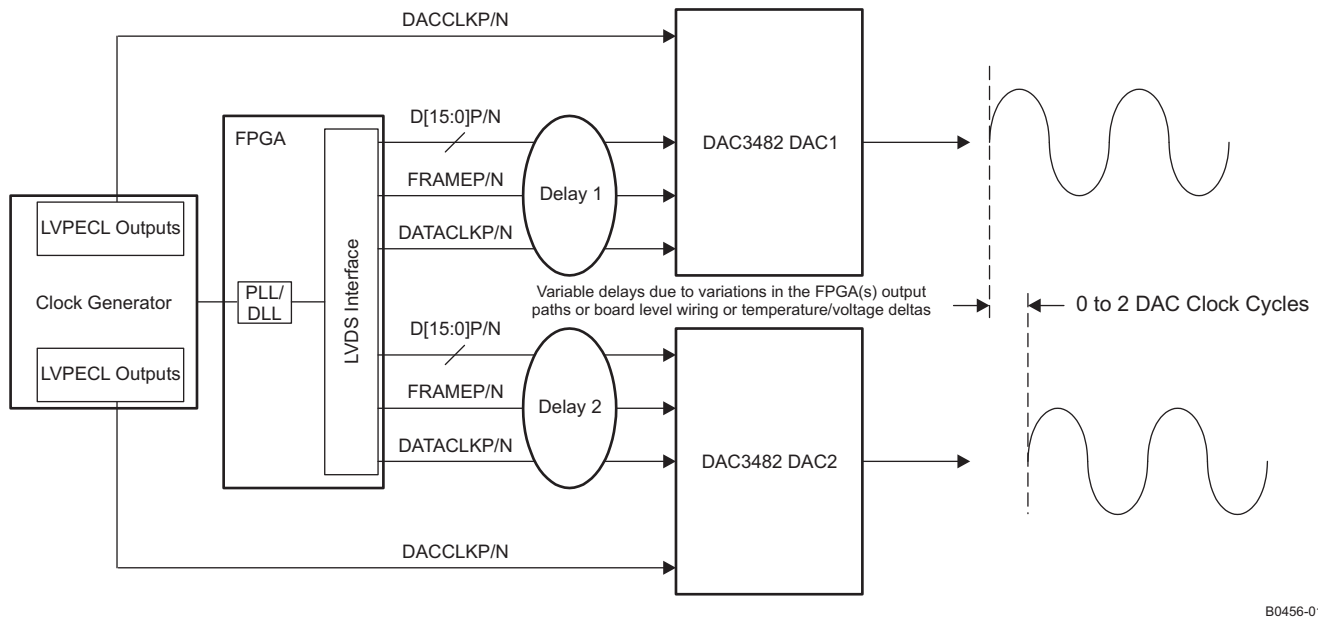 DACCLKP/N
FPGA
D[15:0]P/N
FRAMEP/N
DATACLKP/N
Delay 1
DAC3482 DAC1
LVPECL Outputs
Clock Generator
LVPECL Outputs
PLL/
DLL
LVDS Interface
Variable delays due to variations in the FPGA(s) output
paths or board level wiring or temperature/voltage deltas
0 to 2 DAC Clock Cycles
D[15:0]P/N
FRAMEP/N
DATACLKP/N
Delay 2
DAC3482 DAC2
DACCLKP/N
B0456-01